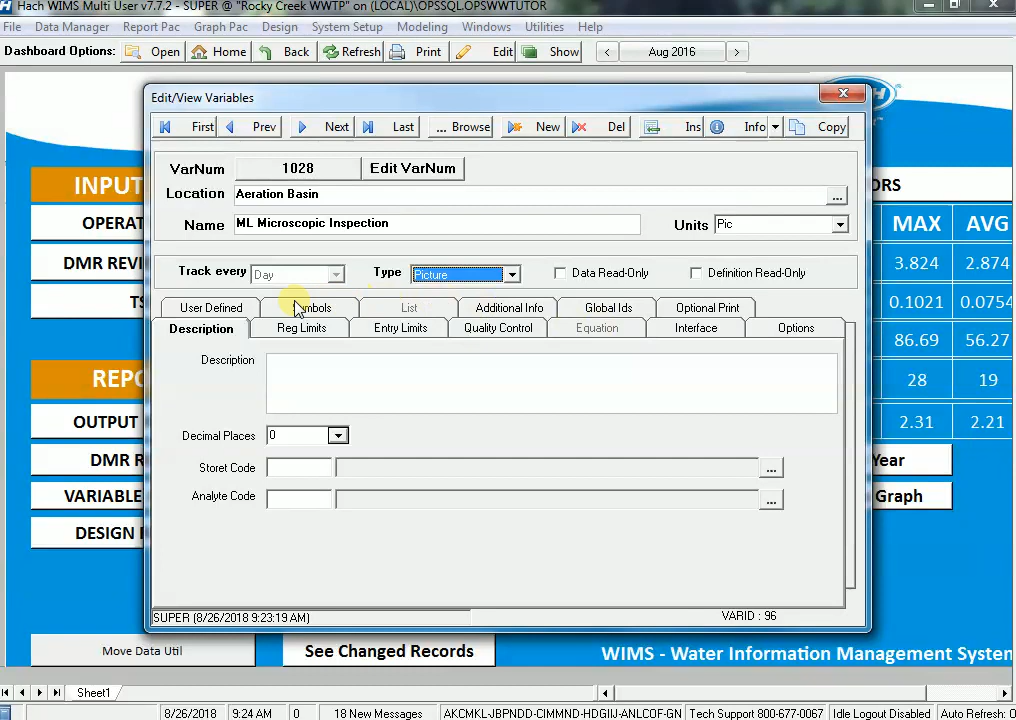 Hach WIMS Multi User v7.7.2 - SUPER @ "Rocky Creek WWTP" on (LOCAL)\OPSSQL.OPSWWTUTOR
File Data Manager Report Pac Graph Pac Design System Setup Modeling Windows Utilities Help
Dashboard Options: Open Home Back Refresh Print Edit Show < Aug 2016 >
Edit/View Variables
First Prev Next Last ... Browse New Del Ins Info Copy
VarNum 1028 Edit VarNum
Location Aeration Basin ...
Name ML Microscopic Inspection Units Pic
Track every Day Type Picture Data Read-Only Definition Read-Only
User Defined List Additional Info Global Ids Optional Print
Description Reg Limits Entry Limits Quality Control Equation Interface Options
Description
Decimal Places 0
Storet Code ...
Analyte Code ...
SUPER (8/26/2018 9:23:19 AM) VARID : 96
INPUT
OPERAT
DMR REVI
TS
REPO
OUTPUT
DMR R
VARIABLE
DESIGN
ORS
MAX AVG
3.824 2.874
0.1021 0.0754
86.69 56.27
28 19
2.31 2.21
Year
Graph
Move Data Util See Changed Records WIMS - Water Information Management System
Sheet1
8/26/2018 9:24 AM 0 18 New Messages AKCMKL-JBPNDD-CIMMND-HDGIIJ-ANLCOF-GN Tech Support 800-677-0067 Idle Logout Disabled Auto Refresh: O